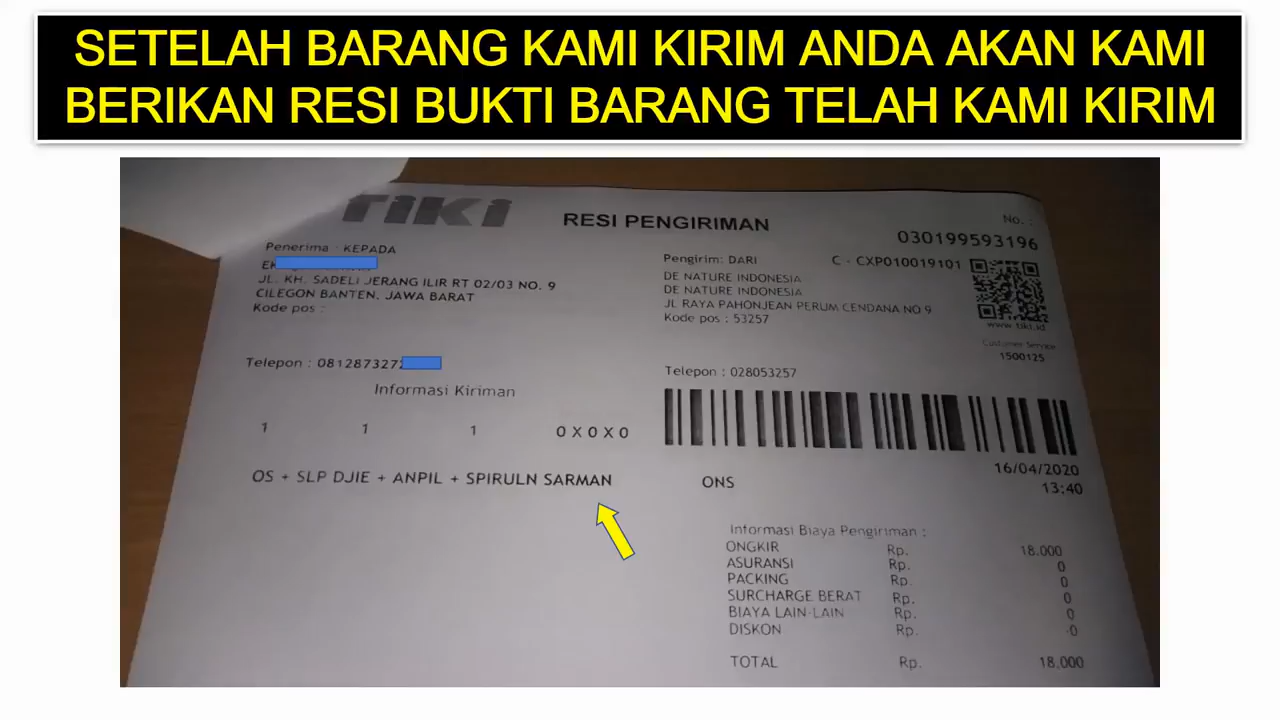 SETELAH BARANG KAMI KIRIM ANDA AKAN KAMI
BERIKAN RESI BUKTI BARANG TELAH KAMI KIRIM
TIKI
RESI PENGIRIMAN
No. :
030199593196
Penerima : KEPADA
JL. KH. SADELI JERANG ILIR RT 02/03 NO. 9
CILEGON BANTEN, JAWA BARAT
Kode pos :
Telepon : 0812873272
Pengirim: DARI
C - CXP010019101
DE NATURE INDONESIA
DE NATURE INDONESIA
JL RAYA PAHONJEAN PERUM CENDANA NO 9
Kode pos : 53257
www.tiki.id
Customer Service
1500125
Telepon : 028053257
Informasi Kiriman
1 1 1 0 X 0 X 0
OS + SLP DJIE + ANPIL + SPIRULN SARMAN
16/04/2020
13:40
ONS
Informasi Biaya Pengiriman :
ONGKIR Rp. 18.000
ASURANSI Rp. 0
PACKING Rp. 0
SURCHARGE BERAT Rp. 0
BIAYA LAIN-LAIN Rp. 0
DISKON Rp. -0
TOTAL Rp. 18.000